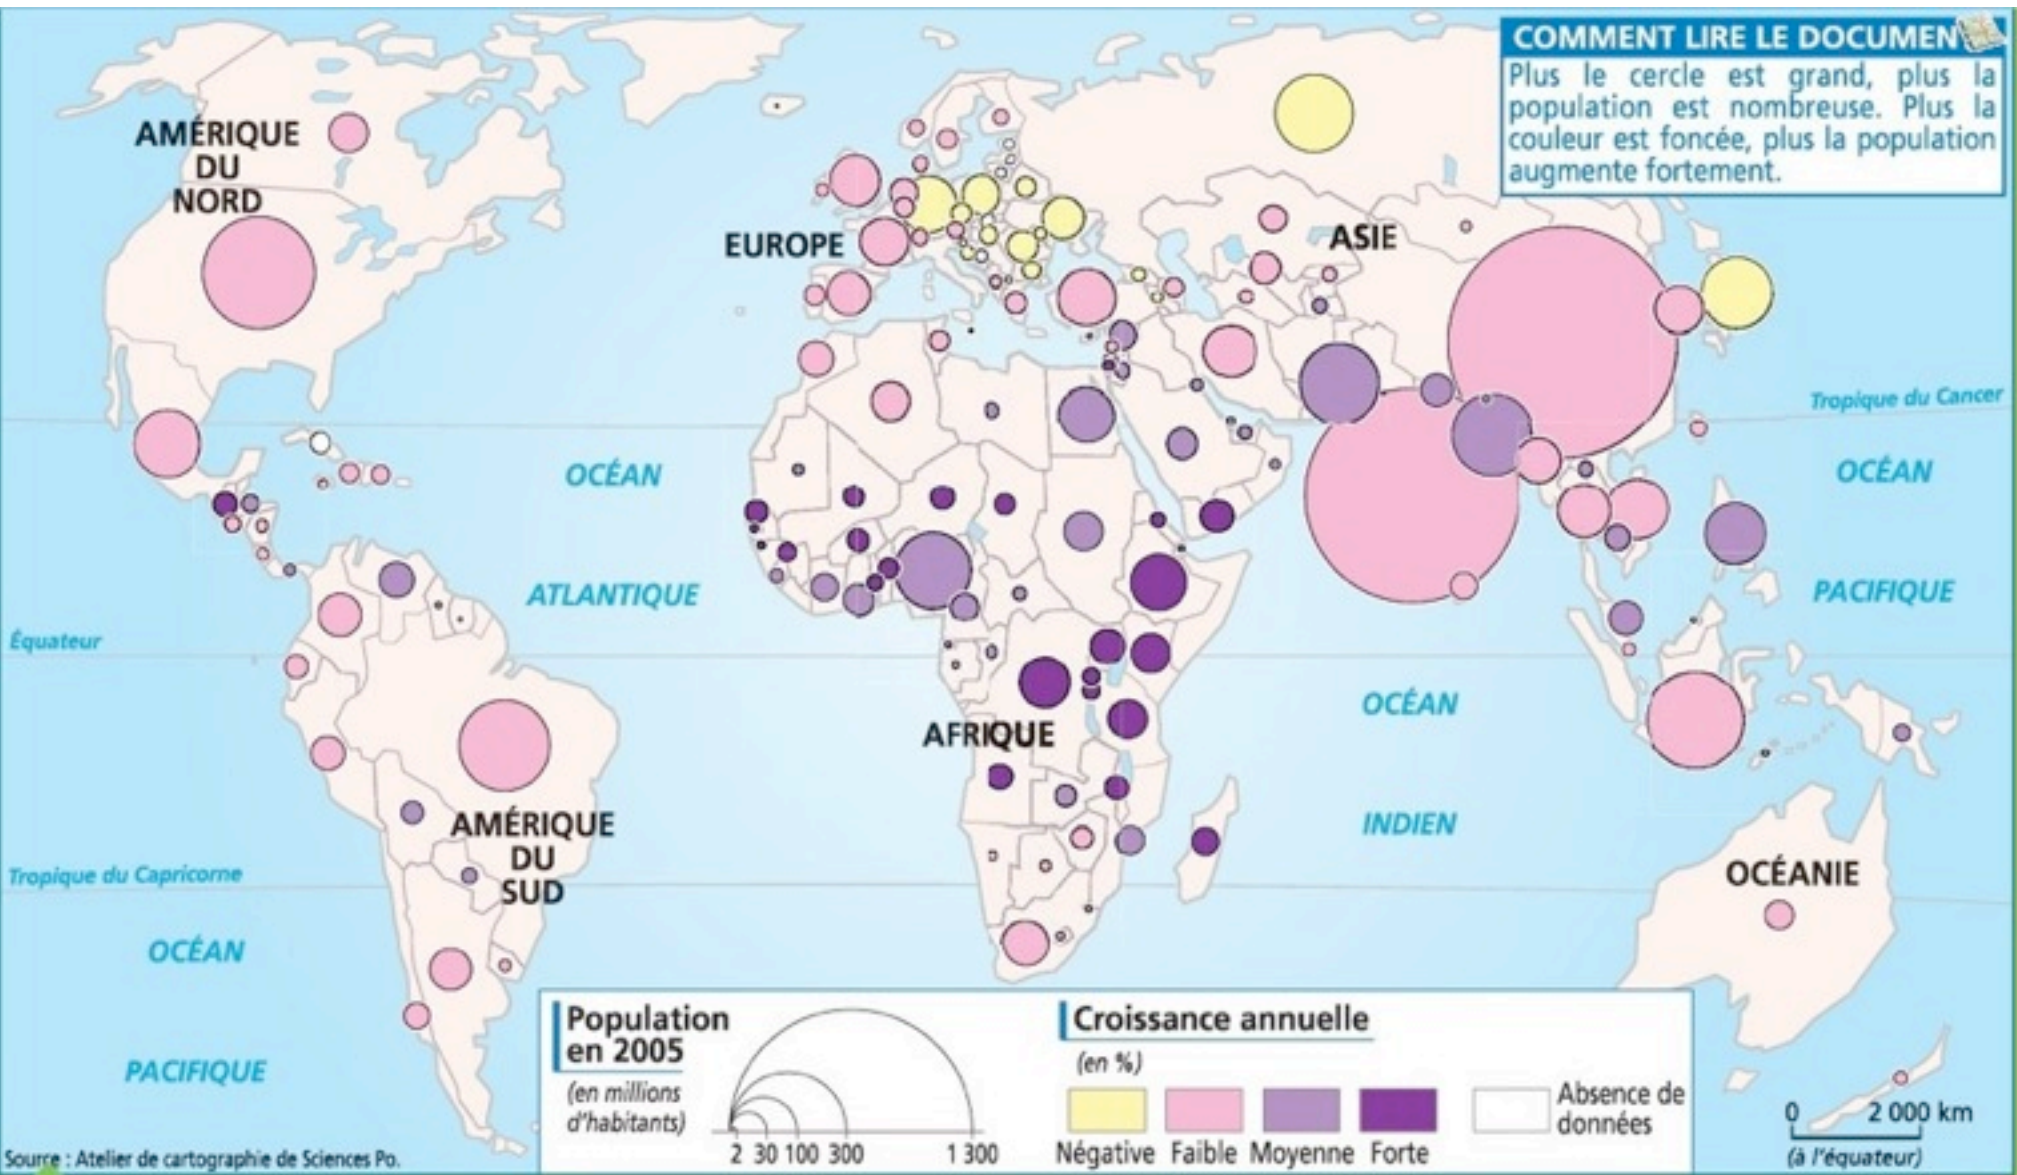 COMMENT LIRE LE DOCUMEN
Plus le cercle est grand, plus la
population est nombreuse. Plus la
couleur est foncée, plus la population
augmente fortement.
AMÉRIQUE
DU
NORD
EUROPE
ASIE
Tropique du Cancer
OCÉAN
ATLANTIQUE
OCÉAN
PACIFIQUE
Équateur
AFRIQUE
OCÉAN
INDIEN
AMÉRIQUE
DU
SUD
OCÉANIE
Tropique du Capricorne
OCÉAN
PACIFIQUE
Population
en 2005
(en millions
d'habitants)
2 30 100 300 1 300
Croissance annuelle
(en %)
Négative Faible Moyenne Forte
Absence de
données
0 2 000 km
(à l'équateur)
Source : Atelier de cartographie de Sciences Po.